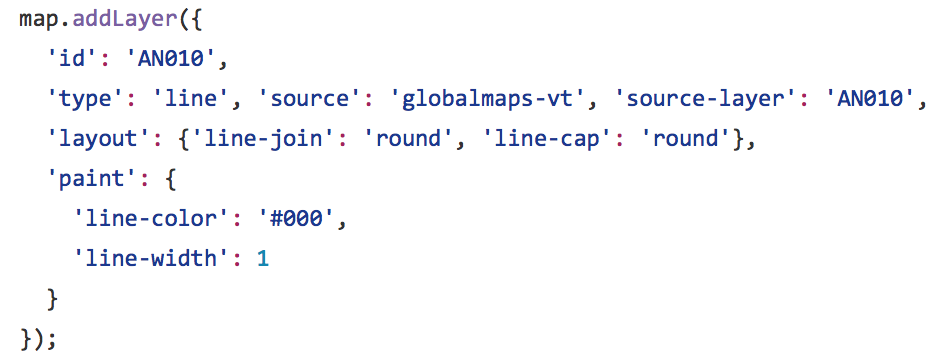 map.addLayer({
  'id': 'AN010',
  'type': 'line', 'source': 'globalmaps-vt', 'source-layer': 'AN010',
  'layout': {'line-join': 'round', 'line-cap': 'round'},
  'paint': {
    'line-color': '#000',
    'line-width': 1
  }
});